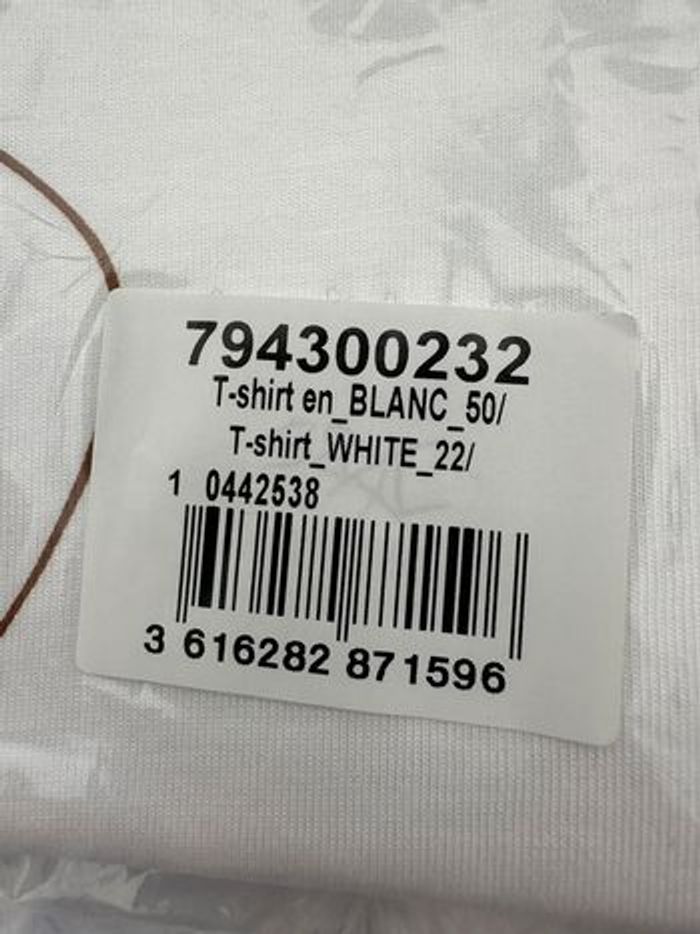 794300232
T-shirt en_BLANC_50/
T-shirt_WHITE_22/
1 0442538
3 616282 871596